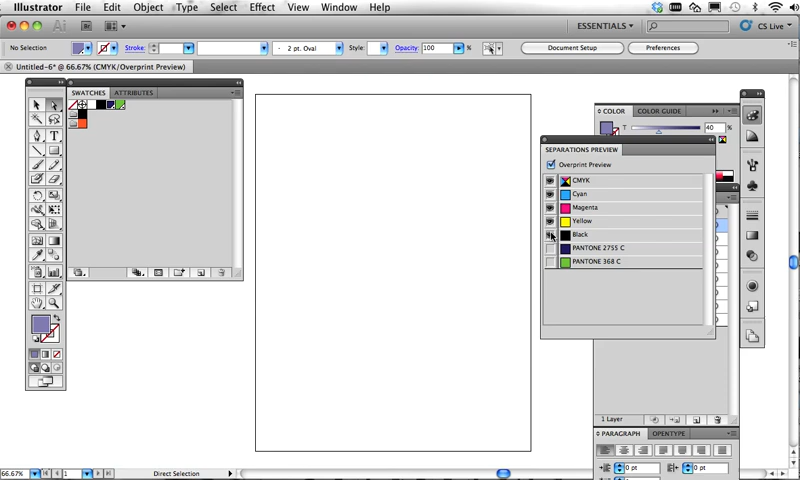 Illustrator File Edit Object Type Select Effect View Window Help
ESSENTIALS CS Live
No Selection Stroke: 2 pt. Oval Style: Opacity: 100 % Document Setup Preferences
Untitled-6* @ 66.67% (CMYK/Overprint Preview)
SWATCHES ATTRIBUTES
COLOR COLOR GUIDE
T 40 %
SEPARATIONS PREVIEW
Overprint Preview
CMYK
Cyan
Magenta
Yellow
Black
PANTONE 2755 C
PANTONE 368 C
1 Layer
PARAGRAPH OPENTYPE
0 pt 0 pt
66.67% 1 Direct Selection